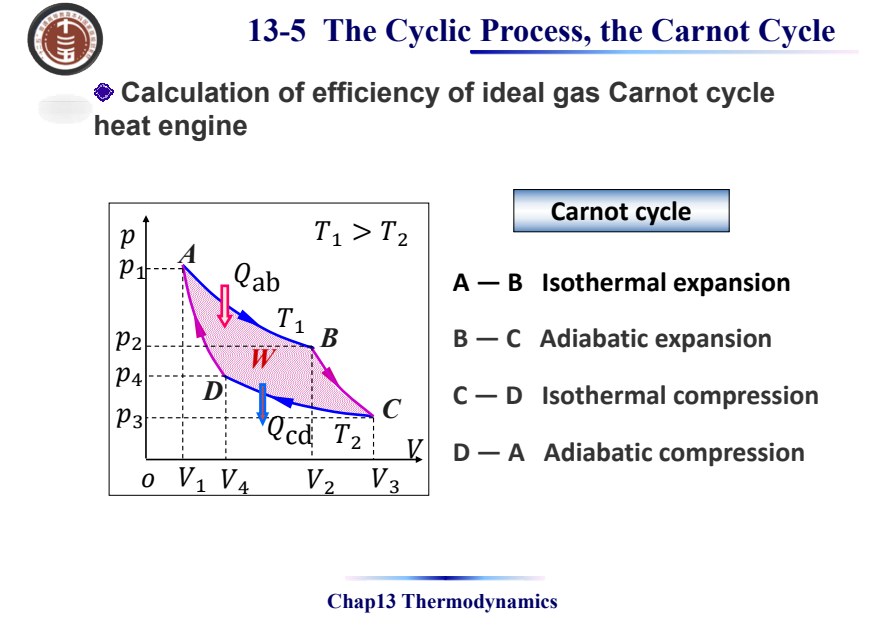 13-5 The Cyclic Process, the Carnot Cycle
Calculation of efficiency of ideal gas Carnot cycle
heat engine
p
T₁ > T₂
A
p₁
Q_ab
T₁
B
p₂
W
p₄
D
C
p₃
Q_cd
T₂
V
o
V₁
V₄
V₂
V₃
Carnot cycle
A — B Isothermal expansion
B — C Adiabatic expansion
C — D Isothermal compression
D — A Adiabatic compression
Chap13 Thermodynamics